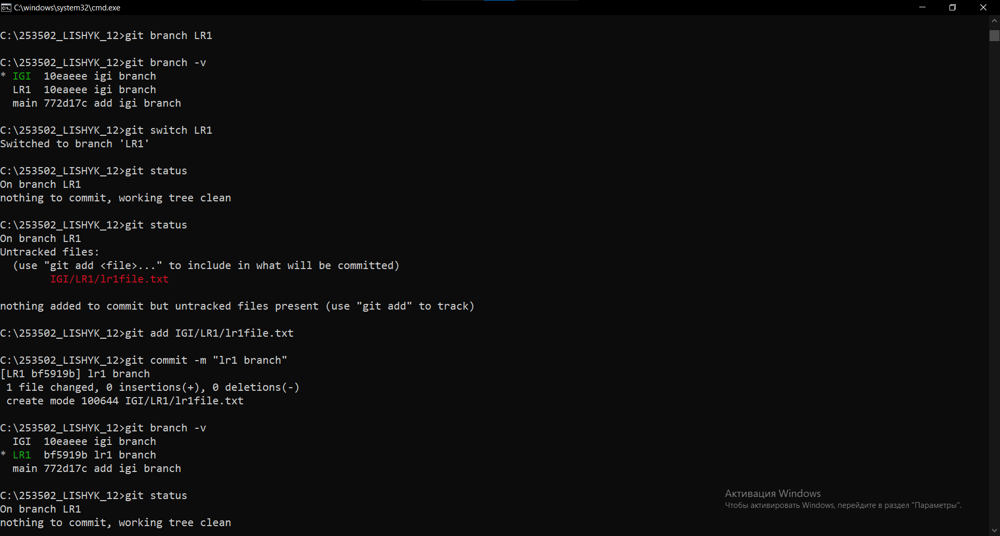 C:\windows\system32\cmd.exe
C:\253502_LISHYK_12>git branch LR1
C:\253502_LISHYK_12>git branch -v
* IGI  10eaeee igi branch
  LR1  10eaeee igi branch
  main 772d17c add igi branch
C:\253502_LISHYK_12>git switch LR1
Switched to branch 'LR1'
C:\253502_LISHYK_12>git status
On branch LR1
nothing to commit, working tree clean
C:\253502_LISHYK_12>git status
On branch LR1
Untracked files:
  (use "git add <file>..." to include in what will be committed)
        IGI/LR1/lr1file.txt
nothing added to commit but untracked files present (use "git add" to track)
C:\253502_LISHYK_12>git add IGI/LR1/lr1file.txt
C:\253502_LISHYK_12>git commit -m "lr1 branch"
[LR1 bf5919b] lr1 branch
 1 file changed, 0 insertions(+), 0 deletions(-)
 create mode 100644 IGI/LR1/lr1file.txt
C:\253502_LISHYK_12>git branch -v
  IGI  10eaeee igi branch
* LR1  bf5919b lr1 branch
  main 772d17c add igi branch
C:\253502_LISHYK_12>git status
On branch LR1
nothing to commit, working tree clean
Активация Windows
Чтобы активировать Windows, перейдите в раздел "Параметры".